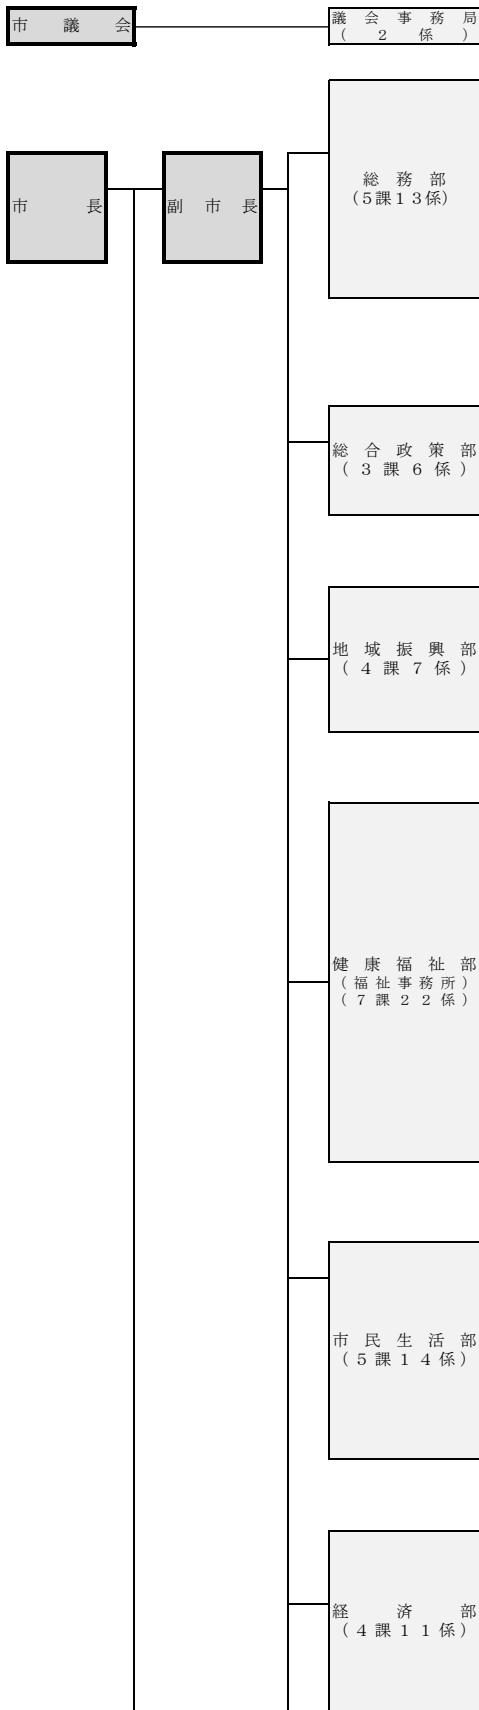 市議会
議会事務局
(2係)
市長
副市長
総務部
(5課13係)
総合政策部
(3課6係)
地域振興部
(4課7係)
健康福祉部
(福祉事務所)
(7課22係)
市民生活部
(5課14係)
経済部
(4課11係)